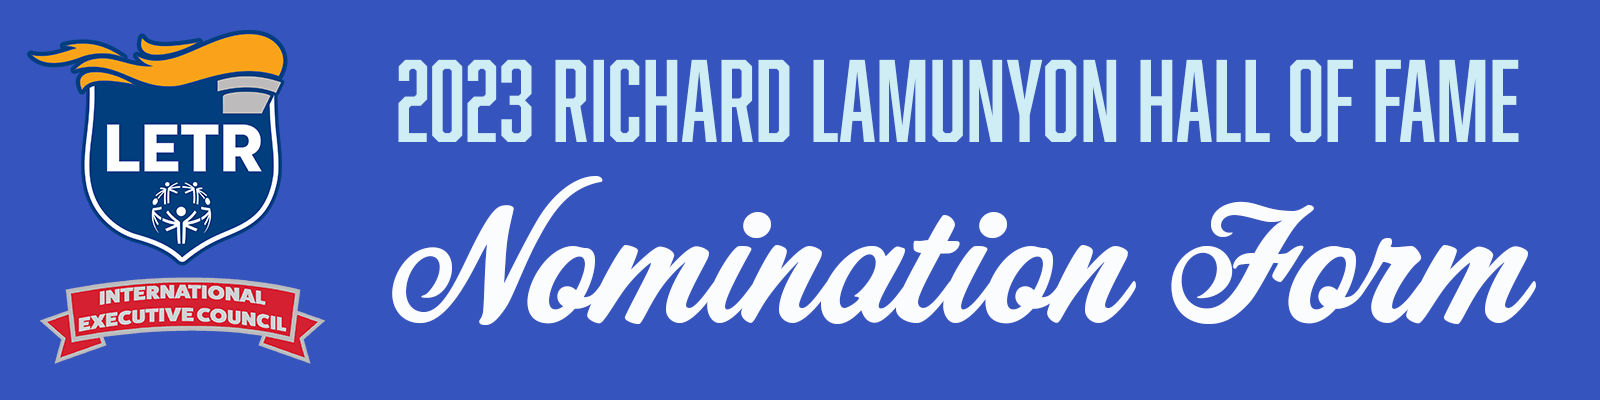 LETR
INTERNATIONAL
EXECUTIVE COUNCIL
2023 RICHARD LAMUNYON HALL OF FAME
Nomination Form